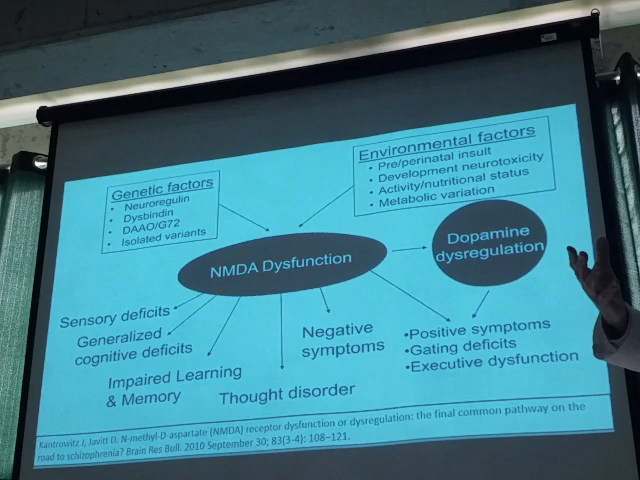 Genetic factors
• Neuroregulin
• Dysbindin
• DAAO/G72
• Isolated variants
Environmental factors
• Pre/perinatal insult
• Development neurotoxicity
• Activity/nutritional status
• Metabolic variation
NMDA Dysfunction
Dopamine
dysregulation
Sensory deficits
Generalized
cognitive deficits
Impaired Learning
& Memory
Thought disorder
Negative
symptoms
•Positive symptoms
•Gating deficits
•Executive dysfunction
Kantrowitz J, Javitt D. N-methyl-D-aspartate (NMDA) receptor dysfunction or dysregulation: the final common pathway on the
road to schizophrenia? Brain Res Bull. 2010 September 30; 83(3-4): 108–121.